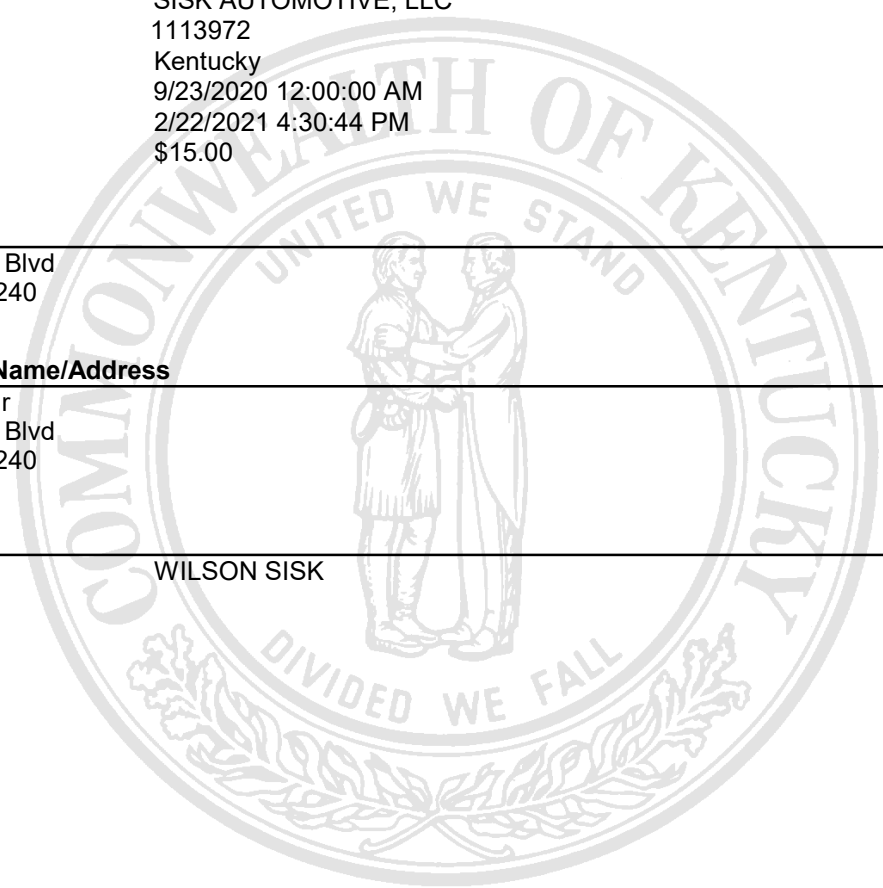 SISK AUTOMOTIVE, LLC
1113972
Kentucky
9/23/2020 12:00:00 AM
2/22/2021 4:30:44 PM
$15.00
Blvd
240
Name/Address
r
Blvd
240
WILSON SISK
COMMONWEALTH OF KENTUCKY
UNITED WE STAND
DIVIDED WE FALL